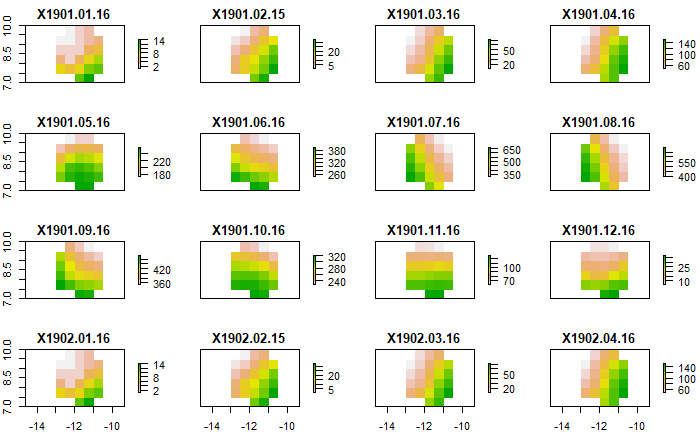 X1901.01.16 X1901.02.15 X1901.03.16 X1901.04.16
10.0 8.5 7.0 14 8 2 20 5 50 20 140 100 60
X1901.05.16 X1901.06.16 X1901.07.16 X1901.08.16
10.0 8.5 7.0 220 180 380 320 260 650 500 350 550 400
X1901.09.16 X1901.10.16 X1901.11.16 X1901.12.16
10.0 8.5 7.0 420 360 320 280 240 100 70 25 10
X1902.01.16 X1902.02.15 X1902.03.16 X1902.04.16
10.0 8.5 7.0 14 8 2 20 5 50 20 140 100 60
-14 -12 -10 -14 -12 -10 -14 -12 -10 -14 -12 -10